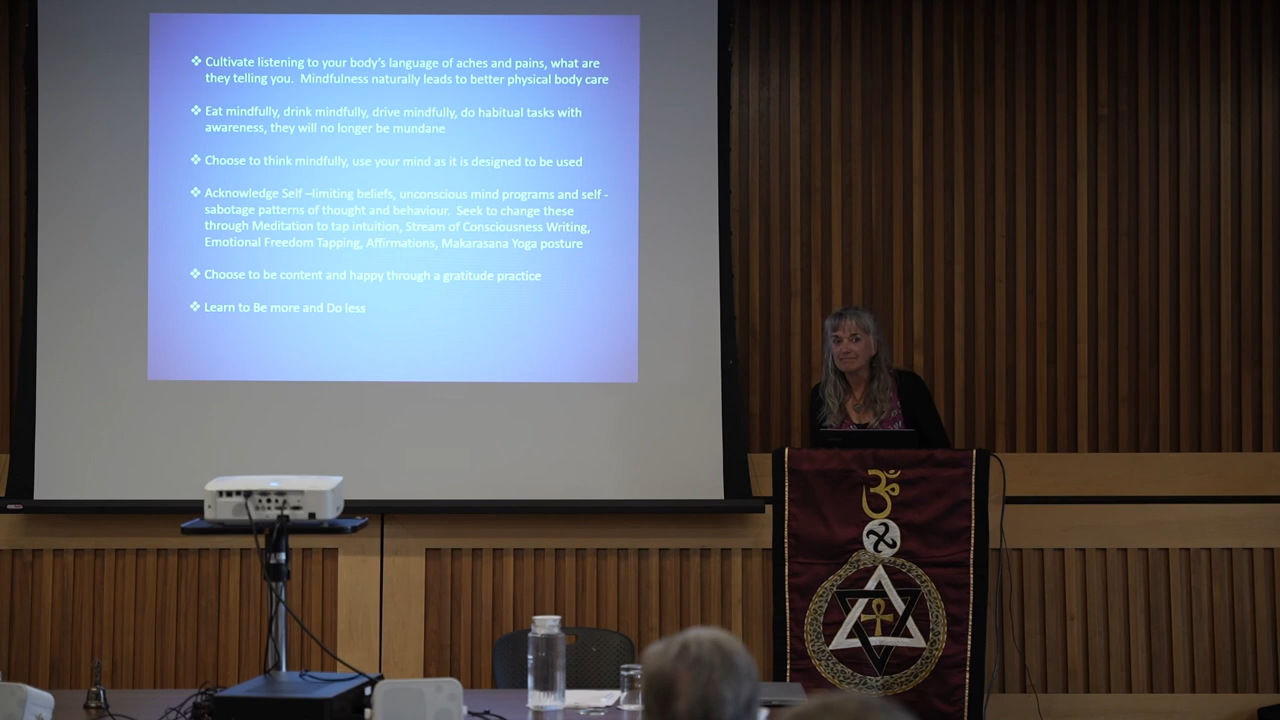 ❖ Cultivate listening to your body's language of aches and pains, what are
they telling you.  Mindfulness naturally leads to better physical body care
❖ Eat mindfully, drink mindfully, drive mindfully, do habitual tasks with
awareness, they will no longer be mundane
❖ Choose to think mindfully, use your mind as it is designed to be used
❖ Acknowledge Self –limiting beliefs, unconscious mind programs and self -
sabotage patterns of thought and behaviour.  Seek to change these
through Meditation to tap intuition, Stream of Consciousness Writing,
Emotional Freedom Tapping, Affirmations, Makarasana Yoga posture
❖ Choose to be content and happy through a gratitude practice
❖ Learn to Be more and Do less
ॐ